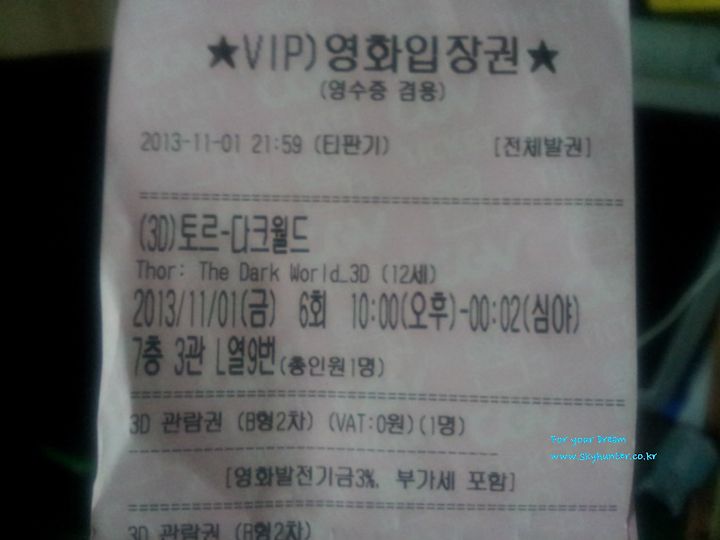 ★VIP)영화입장권★
(영수증 겸용)
2013-11-01 21:59 (티판기) [전체발권]
(3D)토르-다크월드
Thor: The Dark World_3D (12세)
2013/11/01(금) 6회 10:00(오후)-00:02(심야)
7층 3관 L열9번(총인원1명)
3D 관람권 (B형2차) (VAT:0원)(1명)
[영화발전기금3%, 부가세 포함]
3D 관람권 (B형2차)
For your Dream
www.skyhunter.co.kr